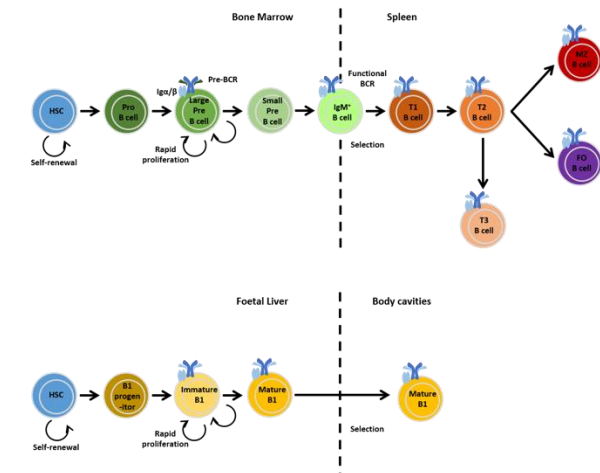 Bone Marrow
Spleen
MZ
B cell
Igα/β
Pre-BCR
Functional
BCR
HSC
Pro
B cell
Large
Pre
B cell
Small
Pre
B cell
IgM⁺
B cell
T1
B cell
T2
B cell
Self-renewal
Rapid
proliferation
Selection
FO
B cell
T3
B cell
Foetal Liver
Body cavities
HSC
B1
progen
-itor
Immature
B1
Mature
B1
Mature
B1
Self-renewal
Rapid
proliferation
Selection